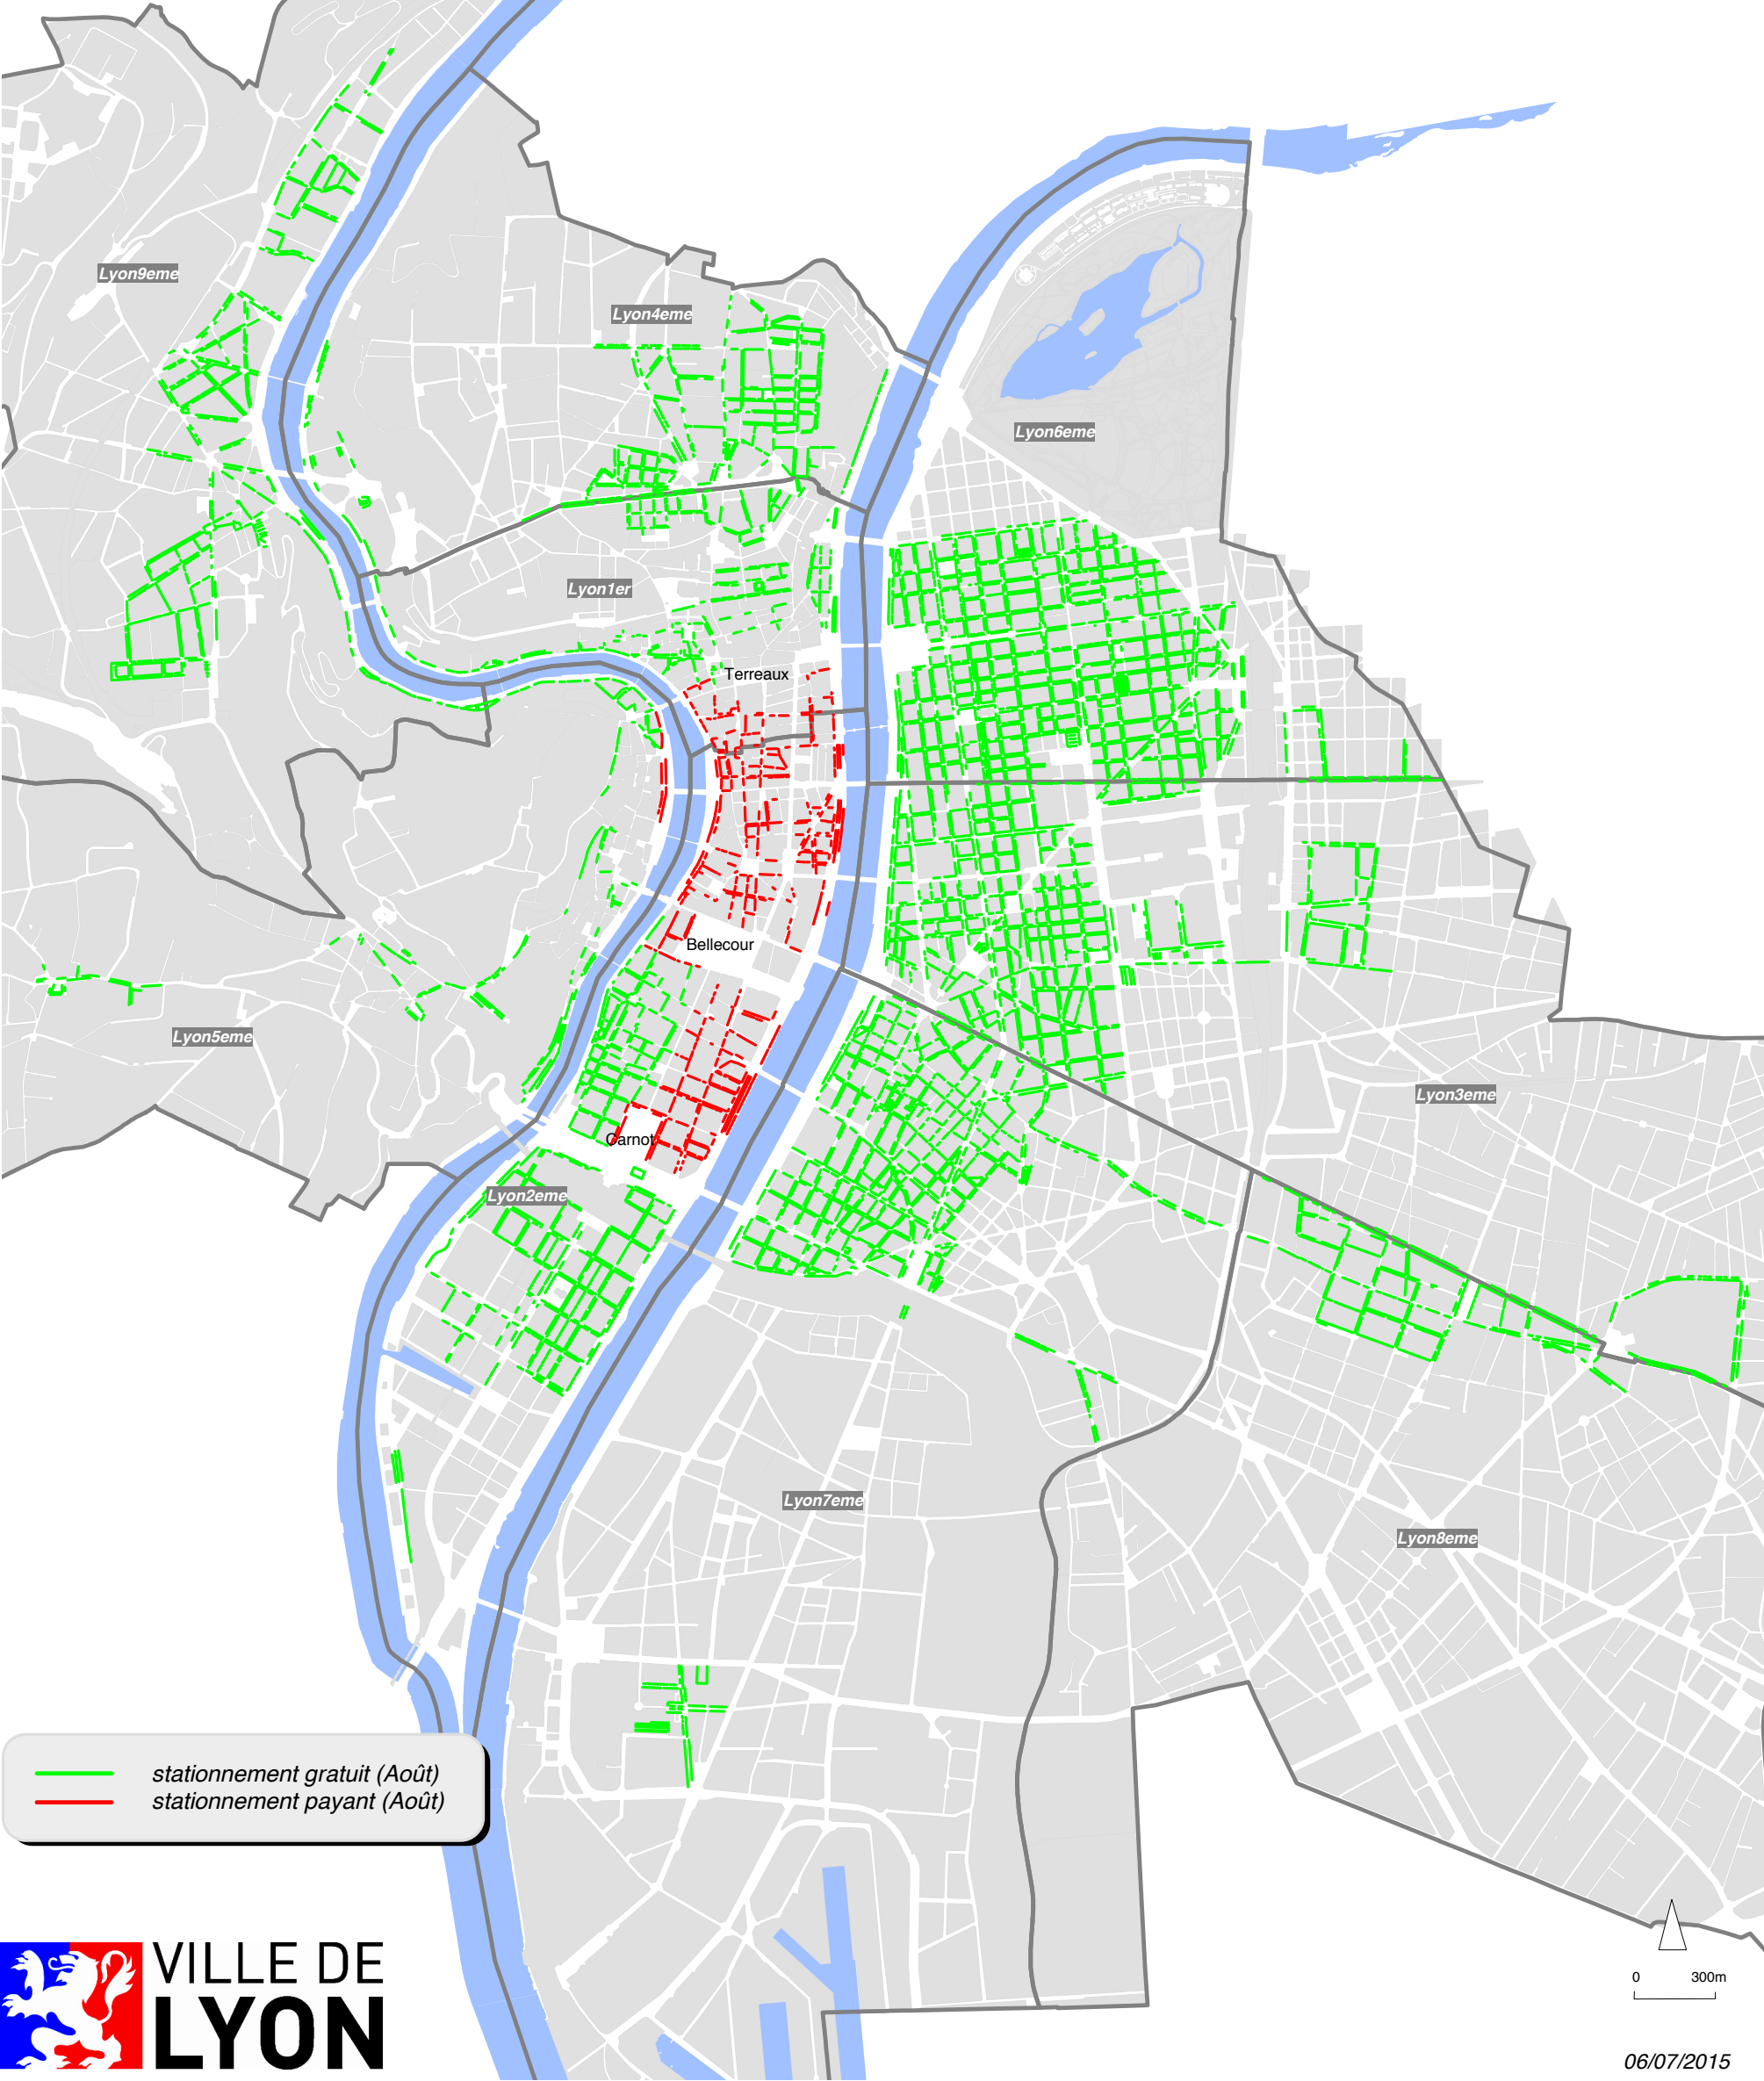 Lyon9eme
Lyon4eme
Lyon6eme
Lyon1er
Terreaux
Bellecour
Lyon5eme
Lyon3eme
Carnot
Lyon2eme
Lyon7eme
Lyon8eme
stationnement gratuit (Août)
stationnement payant (Août)
VILLE DE
LYON
0 300m
06/07/2015